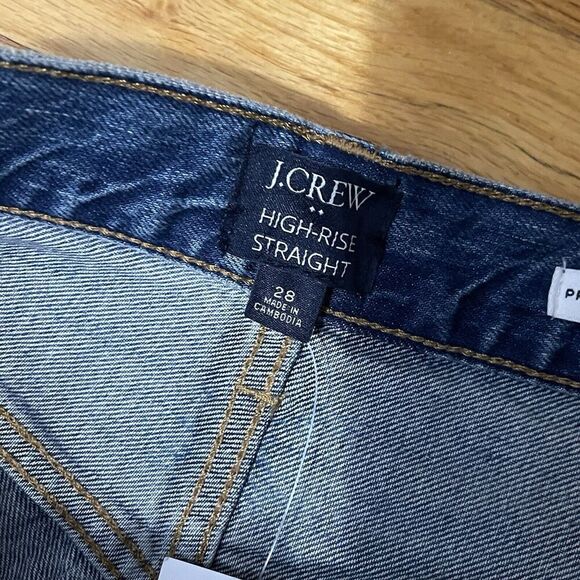 J.CREW
HIGH-RISE
STRAIGHT
28
MADE IN
CAMBODIA